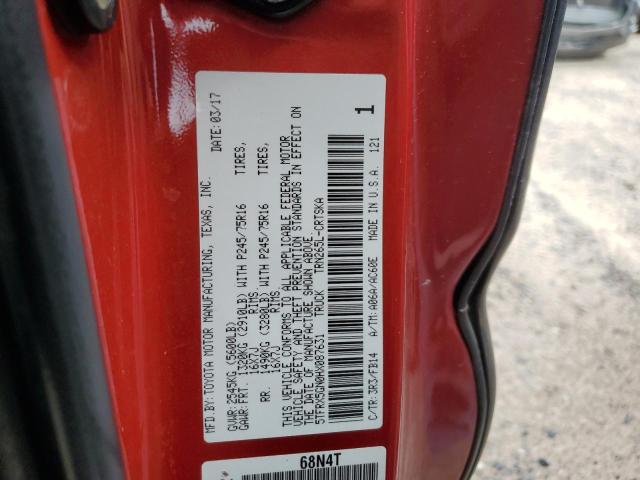 MFD.BY:TOYOTA MOTOR MANUFACTURING, TEXAS, INC. DATE: 03/17
GVWR: 2545KG (5600LB)
GAWR: FRT. 1320KG (2910LB) WITH P245/75R16 TIRES,
16X7J RIMS.
RR. 1490KG (3280LB) WITH P245/75R16 TIRES,
16X7J RIMS.
THIS VEHICLE CONFORMS TO ALL APPLICABLE FEDERAL MOTOR
VEHICLE SAFETY AND THEFT PREVENTION STANDARDS IN EFFECT ON
THE DATE OF MANUFACTURE SHOWN ABOVE.
5TFRX5GN0HX087631 TRUCK TRN265L-CRTSKA
C/TR: 3R3/FB14 A/TM: A06A/AC60E MADE IN U.S.A. 121
1
68N4T